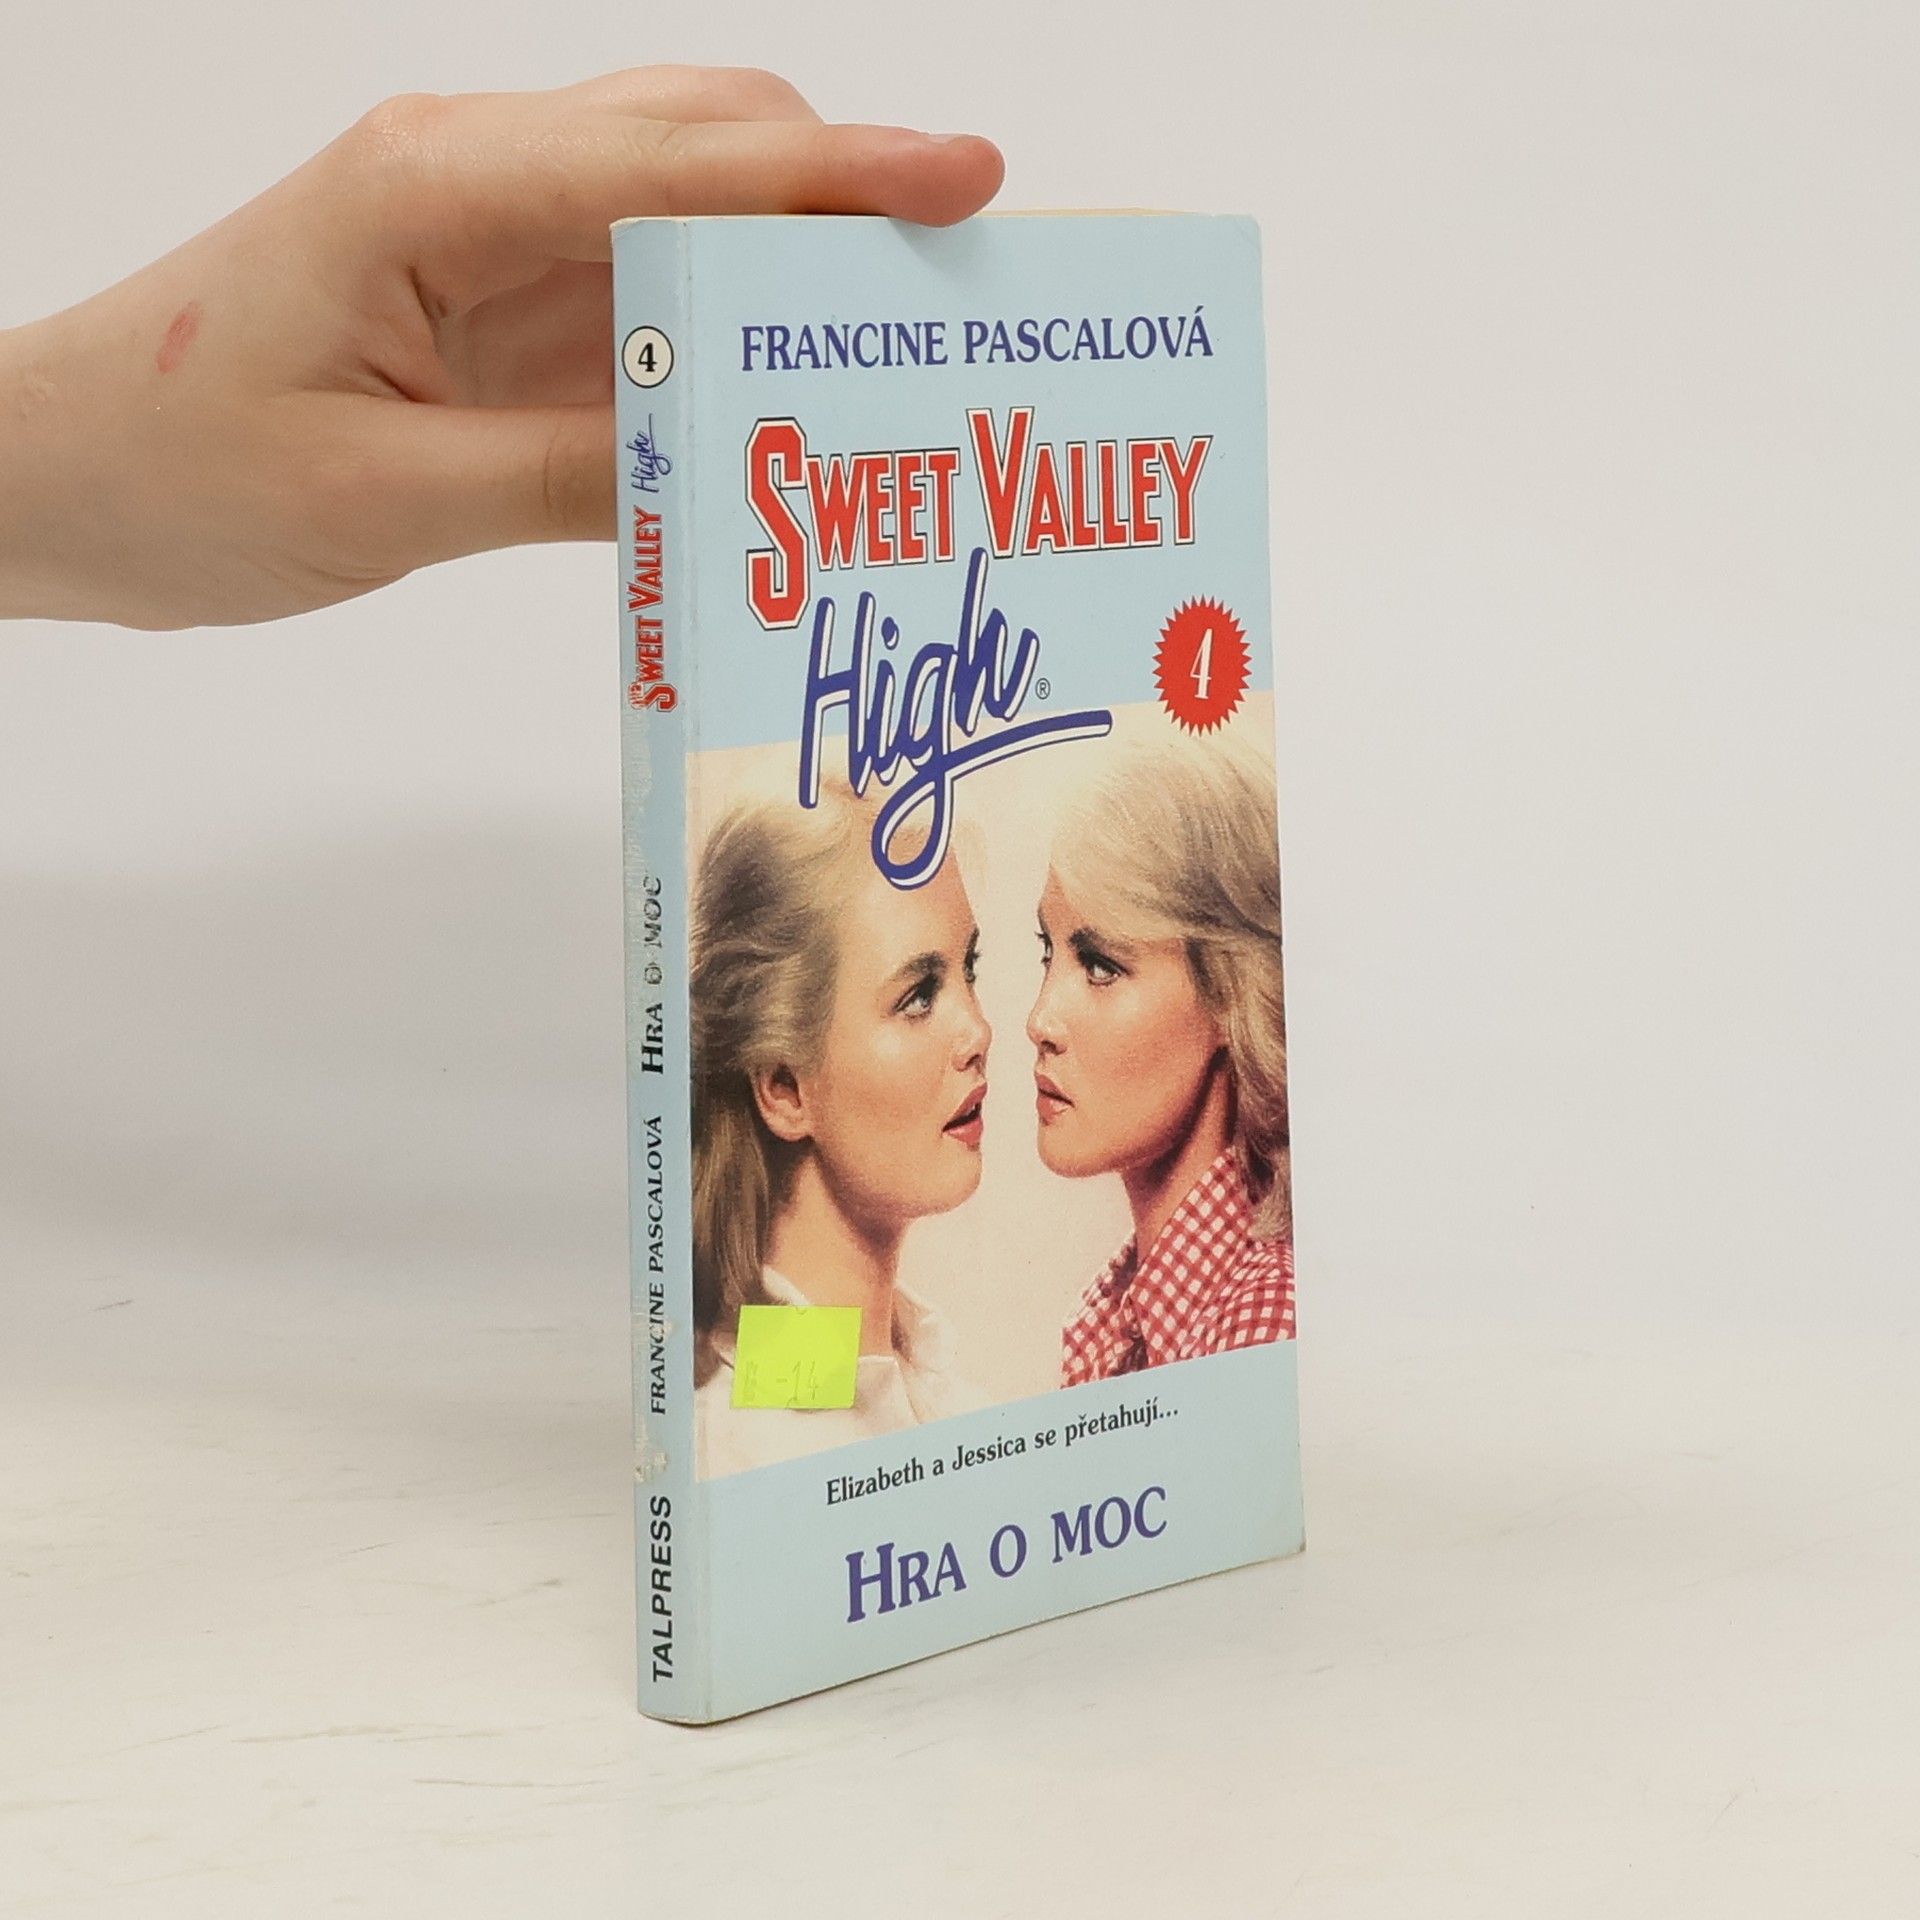 FRANCINE PASCALOVÁ
SWEET VALLEY
High®
4
Elizabeth a Jessica se přetahují...
HRA O MOC
4
SWEET VALLEY High
HRA O MOC
FRANCINE PASCALOVÁ
TALPRESS
-14